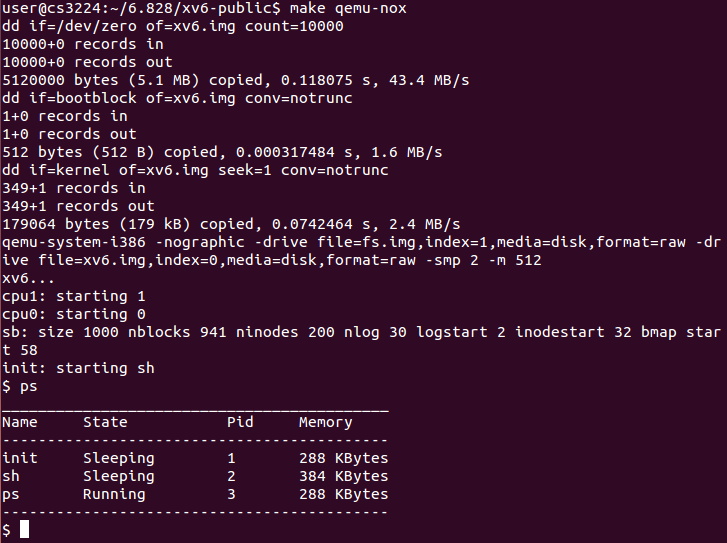 user@cs3224:~/6.828/xv6-public$ make qemu-nox
dd if=/dev/zero of=xv6.img count=10000
10000+0 records in
10000+0 records out
5120000 bytes (5.1 MB) copied, 0.118075 s, 43.4 MB/s
dd if=bootblock of=xv6.img conv=notrunc
1+0 records in
1+0 records out
512 bytes (512 B) copied, 0.000317484 s, 1.6 MB/s
dd if=kernel of=xv6.img seek=1 conv=notrunc
349+1 records in
349+1 records out
179064 bytes (179 kB) copied, 0.0742464 s, 2.4 MB/s
qemu-system-i386 -nographic -drive file=fs.img,index=1,media=disk,format=raw -dr
ive file=xv6.img,index=0,media=disk,format=raw -smp 2 -m 512
xv6...
cpu1: starting 1
cpu0: starting 0
sb: size 1000 nblocks 941 ninodes 200 nlog 30 logstart 2 inodestart 32 bmap star
t 58
init: starting sh
$ ps
___________________________________________
Name     State           Pid     Memory
-------------------------------------------
init     Sleeping        1       288 KBytes
sh       Sleeping        2       384 KBytes
ps       Running         3       288 KBytes
-------------------------------------------
$